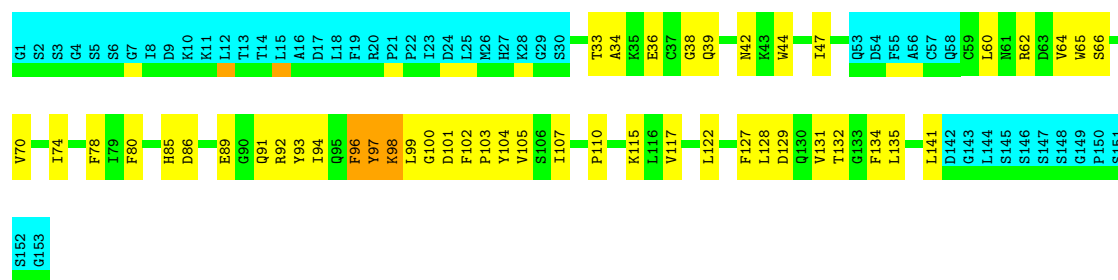 G1 S2 S3 G4 S5 S6 G7 I8 D9 K10 K11 L12 T13 T14 L15 A16 D17 L18 F19 R20 P21 P22 I23 D24 L25 M26 H27 K28 G29 S30 T33 A34 K35 E36 C37 G38 Q39 N42 K43 W44 I47 Q53 D54 F55 A56 C57 Q58 C59 L60 N61 R62 D63 V64 W65 S66
V70 I74 F78 I79 F80 H85 D86 E89 G90 Q91 R92 Y93 I94 Q95 F96 Y97 K98 L99 G100 D101 F102 P103 Y104 V105 S106 I107 P110 K115 L116 V117 L122 F127 L128 D129 Q130 V131 T132 G133 F134 L135 L141 D142 G143 L144 S145 S146 S147 S148 G149 P150 G151
S152 G153